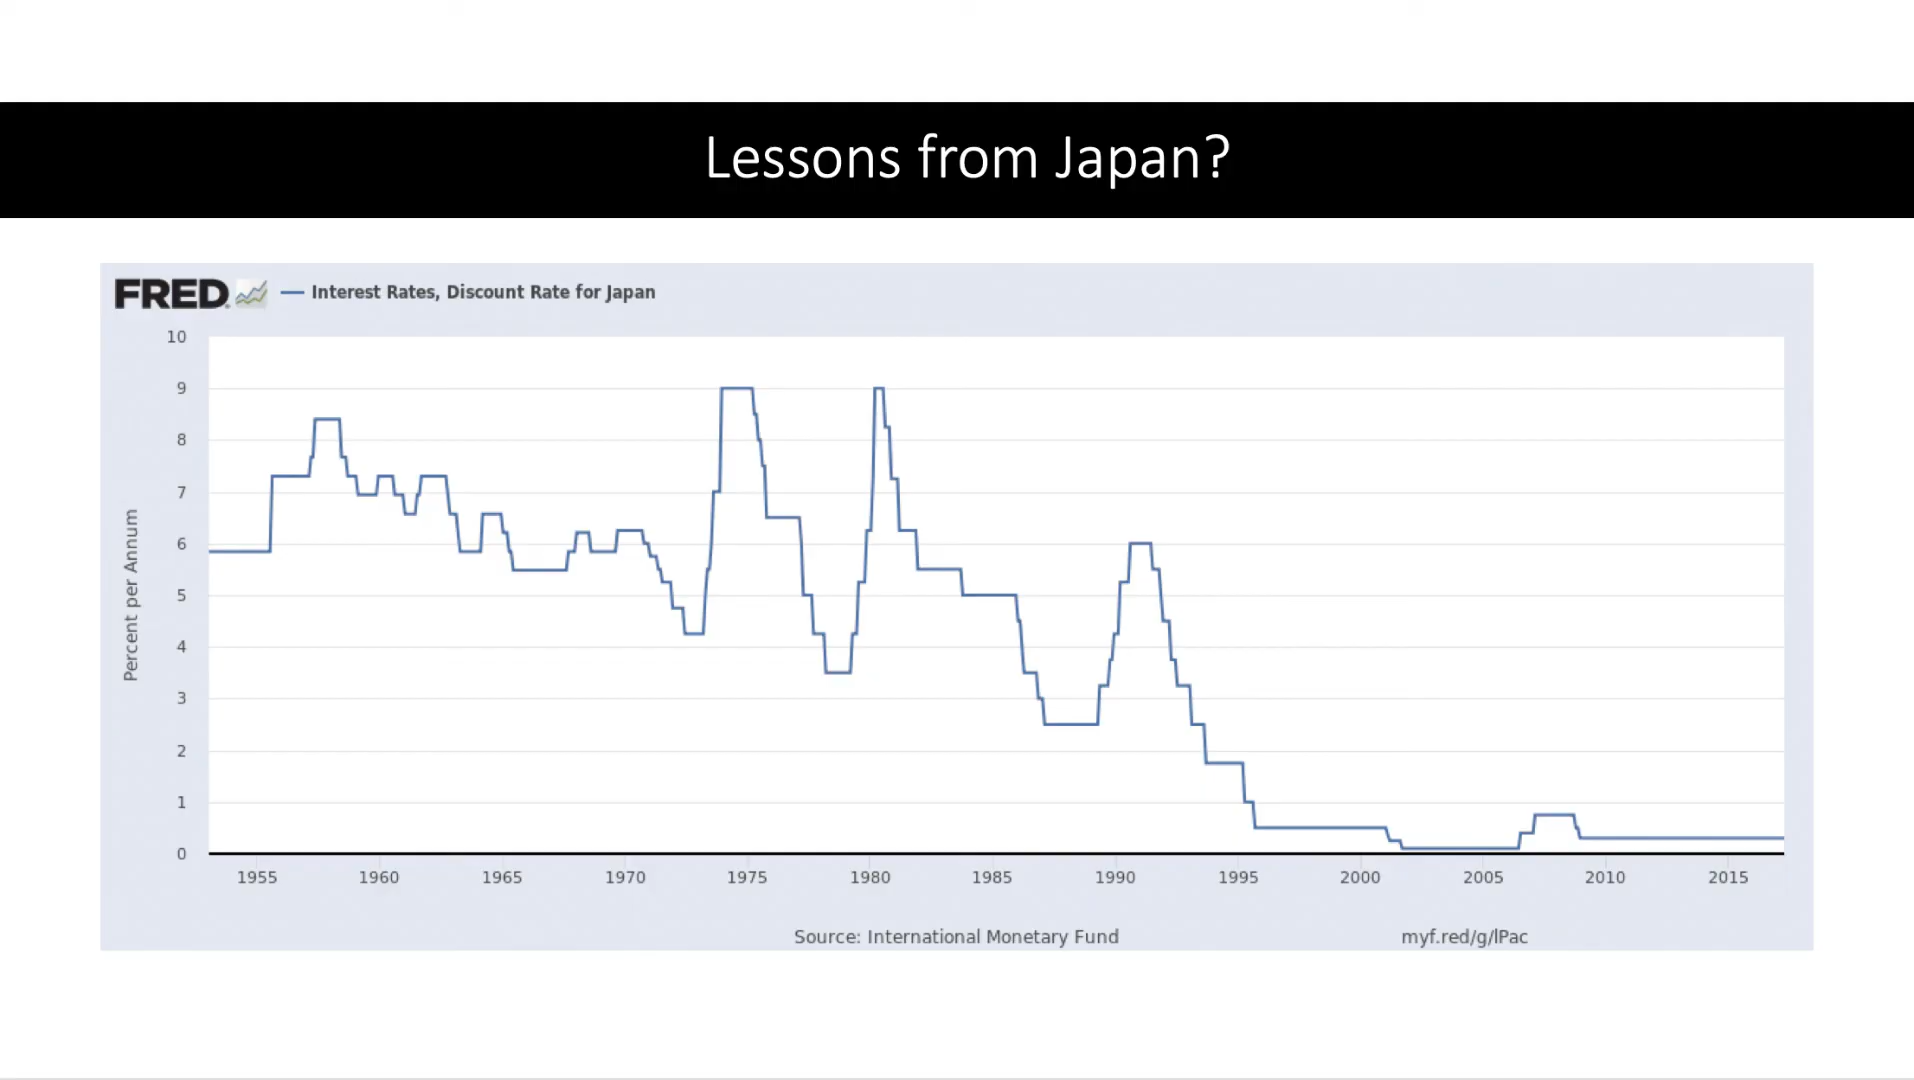 Lessons from Japan?
FRED
Interest Rates, Discount Rate for Japan
10
9
8
7
6
5
4
3
2
1
0
Percent per Annum
1955 1960 1965 1970 1975 1980 1985 1990 1995 2000 2005 2010 2015
Source: International Monetary Fund
myf.red/g/lPac